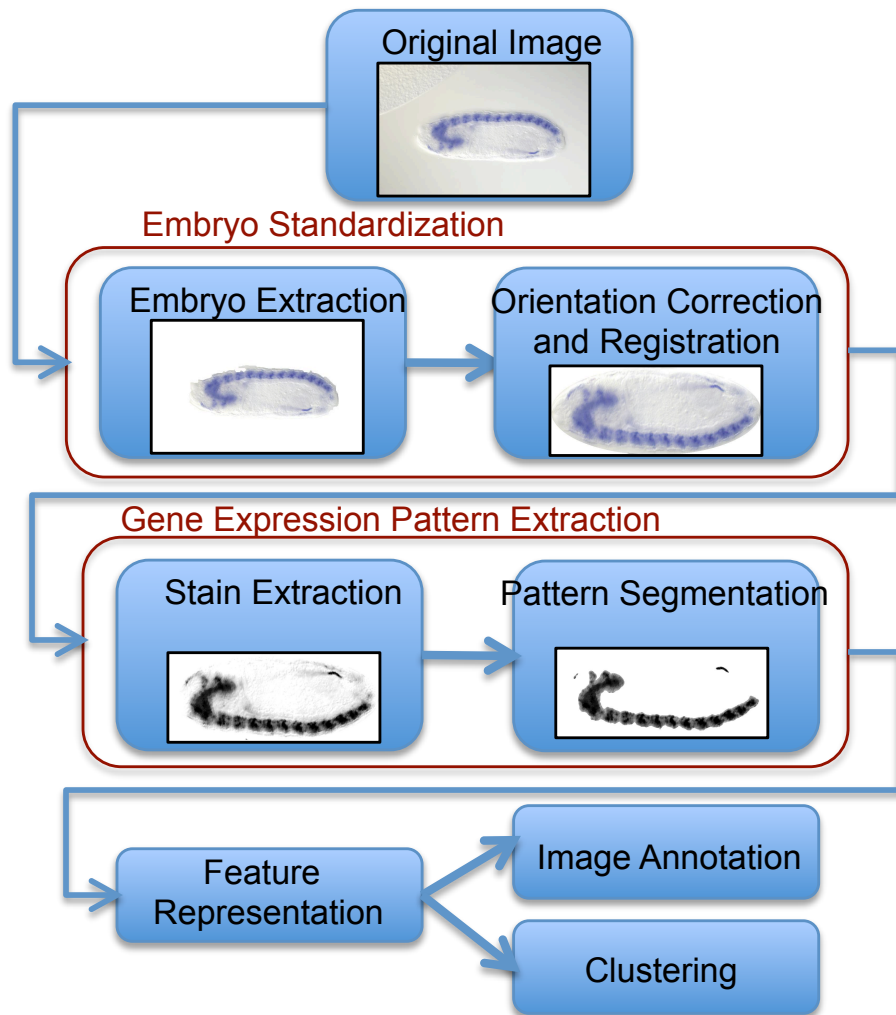 Original Image
Embryo Standardization
Embryo Extraction
Orientation Correction
and Registration
Gene Expression Pattern Extraction
Stain Extraction
Pattern Segmentation
Feature
Representation
Image Annotation
Clustering